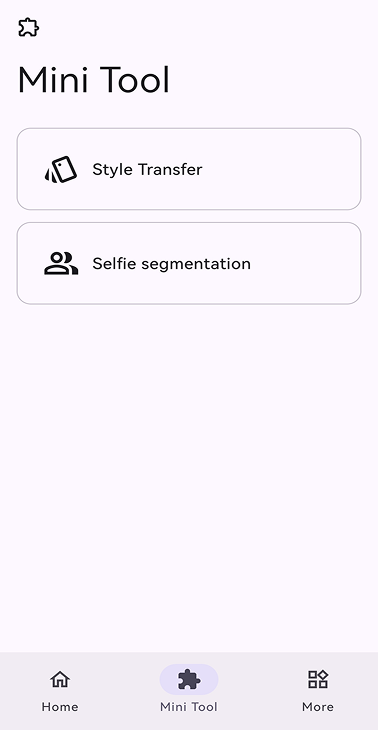 Mini Tool
Style Transfer
Selfie segmentation
Home
Mini Tool
More